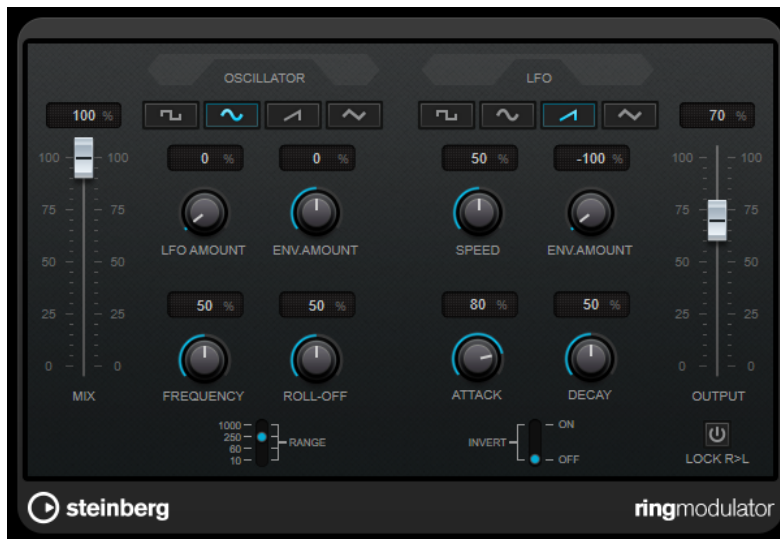 OSCILLATOR
LFO
100 %
70 %
0 %
0 %
50 %
-100 %
100 100
75 75
50 50
25 25
0 0
100 100
75 75
50 50
25 25
0 0
LFO AMOUNT
ENV.AMOUNT
SPEED
ENV.AMOUNT
50 %
50 %
80 %
50 %
MIX
FREQUENCY
ROLL-OFF
ATTACK
DECAY
OUTPUT
1000
250
60
10
RANGE
INVERT
ON
OFF
LOCK R>L
steinberg
ringmodulator